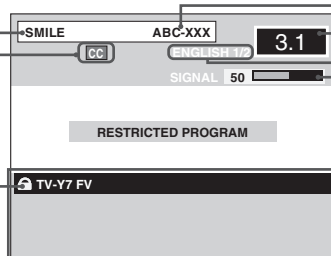 SMILE ABC-XXX
CC ENGLISH 1/2 3.1
SIGNAL 50
RESTRICTED PROGRAM
TV-Y7 FV